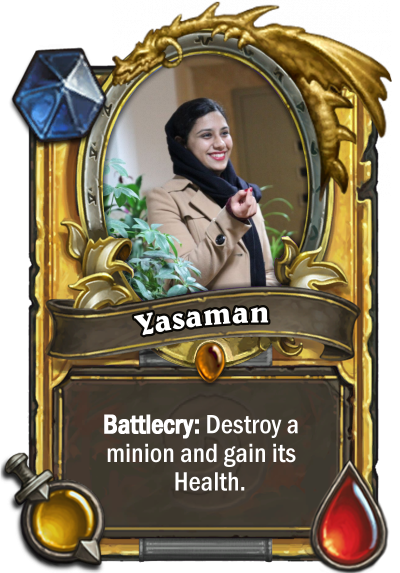 Yasaman
Battlecry: Destroy a
minion and gain its
Health.